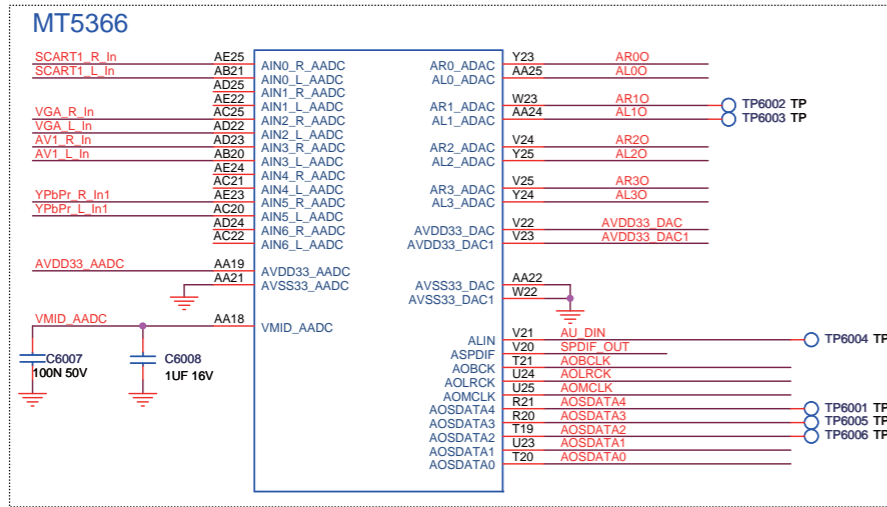 MT5366
SCART1_R_In AE25 AIN0_R_AADC AR0_ADAC Y23 AR0O
SCART1_L_In AB21 AIN0_L_AADC AL0_ADAC AA25 AL0O
AD25 AIN1_R_AADC
AE22 AIN1_L_AADC AR1_ADAC W23 AR1O TP6002 TP
VGA_R_In AC25 AIN2_R_AADC AL1_ADAC AA24 AL1O TP6003 TP
VGA_L_In AD22 AIN2_L_AADC
AV1_R_In AD23 AIN3_R_AADC AR2_ADAC V24 AR2O
AV1_L_In AB20 AIN3_L_AADC AL2_ADAC Y25 AL2O
AE24 AIN4_R_AADC
AC21 AIN4_L_AADC AR3_ADAC V25 AR3O
YPbPr_R_In1 AE23 AIN5_R_AADC AL3_ADAC Y24 AL3O
YPbPr_L_In1 AC20 AIN5_L_AADC
AD24 AIN6_R_AADC AVDD33_DAC V22 AVDD33_DAC
AC22 AIN6_L_AADC AVDD33_DAC1 V23 AVDD33_DAC1
AVDD33_AADC AA19 AVDD33_AADC
AA21 AVSS33_AADC AVSS33_DAC AA22
AVSS33_DAC1 W22
VMID_AADC AA18 VMID_AADC
ALIN V21 AU_DIN TP6004 TP
ASPDIF V20 SPDIF_OUT
C6007 C6008 AOBCK T21 AOBCLK
100N 50V 1UF 16V AOLRCK U24 AOLRCK
AOMCLK U25 AOMCLK
AOSDATA4 R21 AOSDATA4 TP6001 TP
AOSDATA3 R20 AOSDATA3 TP6005 TP
AOSDATA2 T19 AOSDATA2 TP6006 TP
AOSDATA1 U23 AOSDATA1
AOSDATA0 T20 AOSDATA0